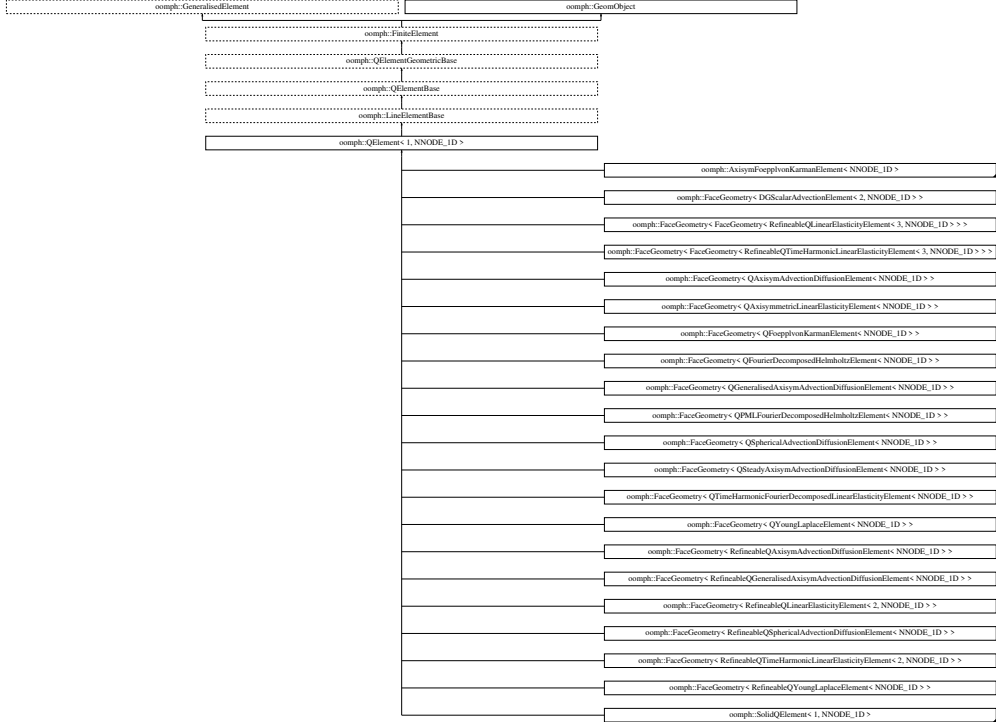 oomph::GeneralisedElement
oomph::GeomObject
oomph::FiniteElement
oomph::QElementGeometricBase
oomph::QElementBase
oomph::LineElementBase
oomph::QElement< 1, NNODE_1D >
oomph::AxisymFoepplvonKarmanElement< NNODE_1D >
oomph::FaceGeometry< DGScalarAdvectionElement< 2, NNODE_1D > >
oomph::FaceGeometry< FaceGeometry< RefineableQLinearElasticityElement< 3, NNODE_1D > > >
oomph::FaceGeometry< FaceGeometry< RefineableQTimeHarmonicLinearElasticityElement< 3, NNODE_1D > > >
oomph::FaceGeometry< QAxisymAdvectionDiffusionElement< NNODE_1D > >
oomph::FaceGeometry< QAxisymmetricLinearElasticityElement< NNODE_1D > >
oomph::FaceGeometry< QFoepplvonKarmanElement< NNODE_1D > >
oomph::FaceGeometry< QFourierDecomposedHelmholtzElement< NNODE_1D > >
oomph::FaceGeometry< QGeneralisedAxisymAdvectionDiffusionElement< NNODE_1D > >
oomph::FaceGeometry< QPMLFourierDecomposedHelmholtzElement< NNODE_1D > >
oomph::FaceGeometry< QSphericalAdvectionDiffusionElement< NNODE_1D > >
oomph::FaceGeometry< QSteadyAxisymAdvectionDiffusionElement< NNODE_1D > >
oomph::FaceGeometry< QTimeHarmonicFourierDecomposedLinearElasticityElement< NNODE_1D > >
oomph::FaceGeometry< QYoungLaplaceElement< NNODE_1D > >
oomph::FaceGeometry< RefineableQAxisymAdvectionDiffusionElement< NNODE_1D > >
oomph::FaceGeometry< RefineableQGeneralisedAxisymAdvectionDiffusionElement< NNODE_1D > >
oomph::FaceGeometry< RefineableQLinearElasticityElement< 2, NNODE_1D > >
oomph::FaceGeometry< RefineableQSphericalAdvectionDiffusionElement< NNODE_1D > >
oomph::FaceGeometry< RefineableQTimeHarmonicLinearElasticityElement< 2, NNODE_1D > >
oomph::FaceGeometry< RefineableQYoungLaplaceElement< NNODE_1D > >
oomph::SolidQElement< 1, NNODE_1D >